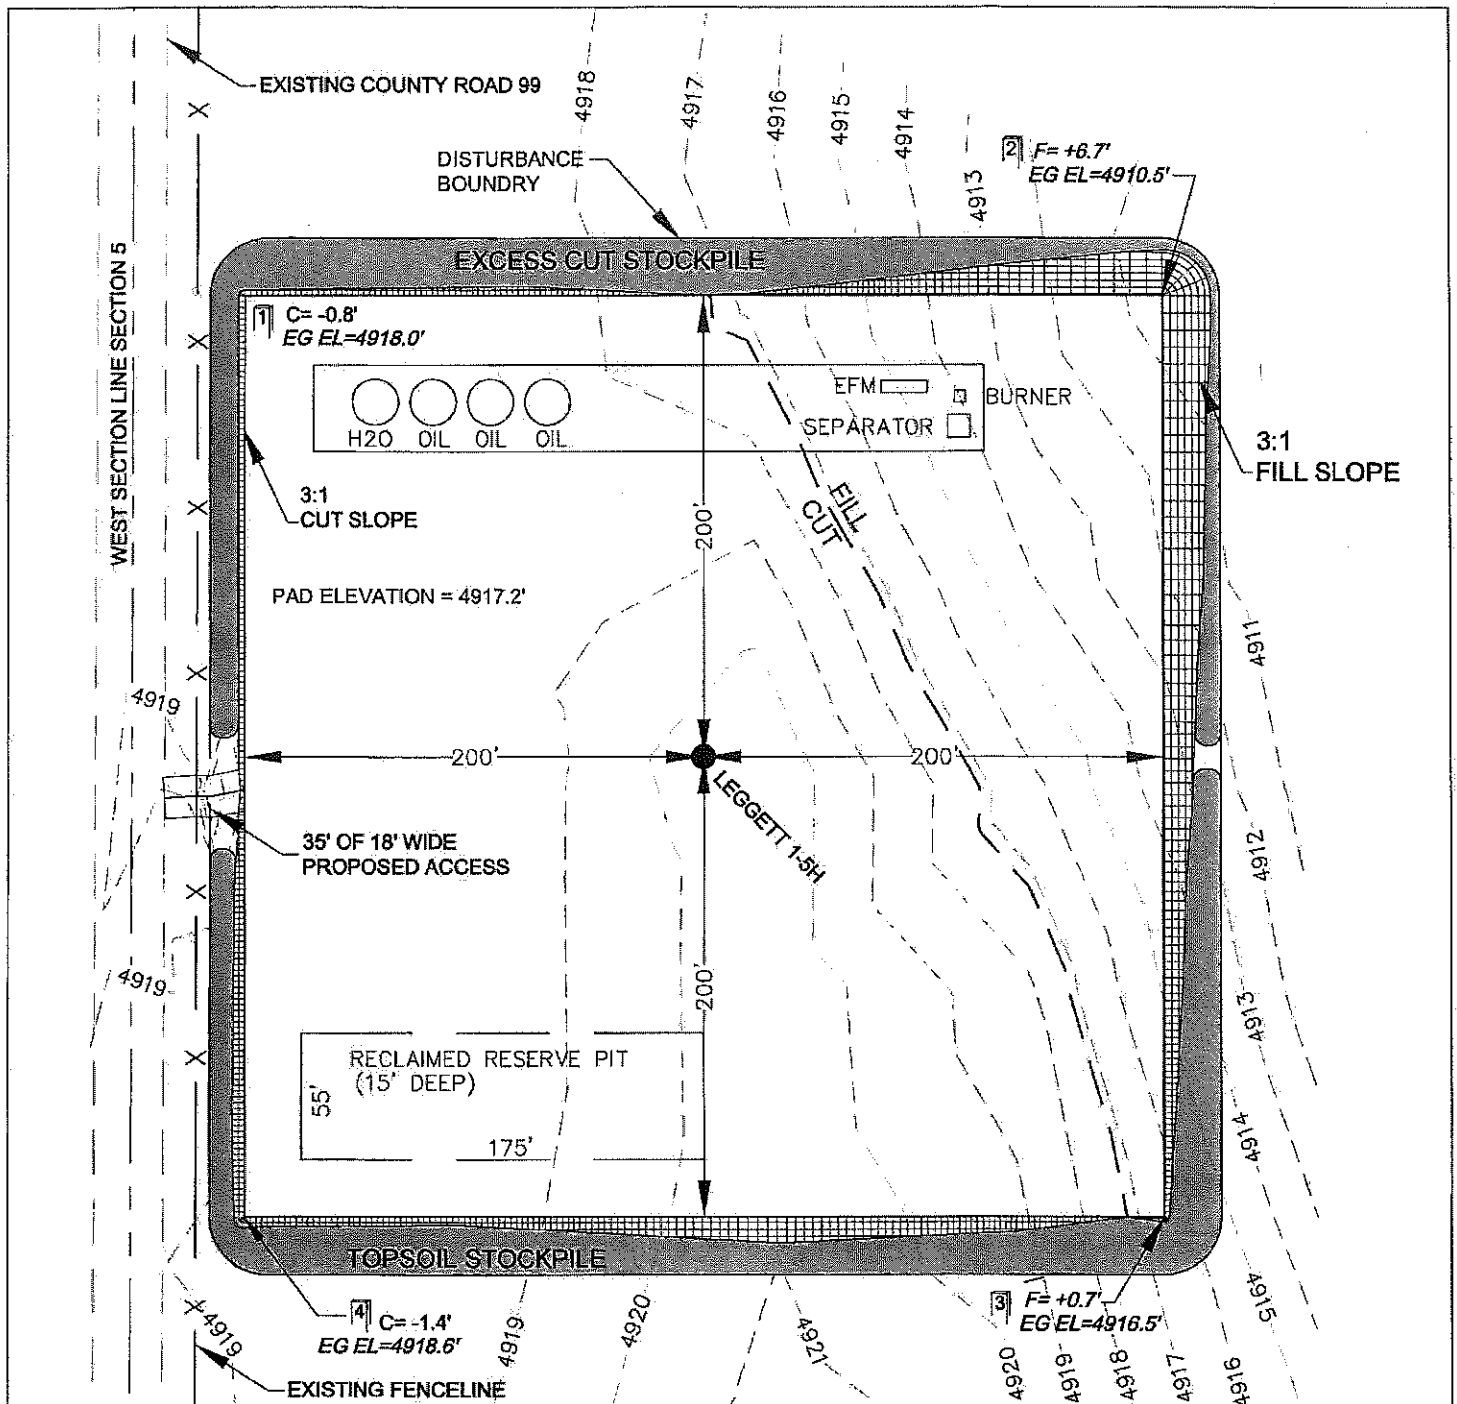 EXISTING COUNTY ROAD 99
4918
4917
4916
4915
4914
4913
DISTURBANCE
BOUNDRY
2 F= +6.7'
EG EL=4910.5'
WEST SECTION LINE SECTION 5
EXCESS CUT STOCKPILE
1 C= -0.8'
EG EL=4918.0'
EFM
BURNER
SEPARATOR
H2O OIL OIL OIL
3:1
FILL SLOPE
3:1
CUT SLOPE
FILL
CUT
200'
PAD ELEVATION = 4917.2'
4911
4919
200'
200'
LEGGETT 1-5H
35' OF 18' WIDE
PROPOSED ACCESS
4912
4919
200'
4913
RECLAIMED RESERVE PIT
(15' DEEP)
55'
175'
4914
TOPSOIL STOCKPILE
4915
4 C= -1.4'
EG EL=4918.6'
3 F= +0.7'
EG EL=4916.5'
4919
4919
4920
4921
4920
4919
4918
4917
4916
EXISTING FENCELINE
X
X
X
X
X
X
X